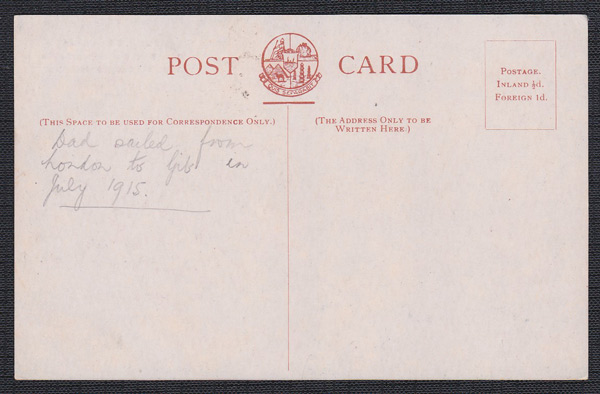 POST CARD
POSTAGE.
INLAND ½d.
FOREIGN 1d.
(THIS SPACE TO BE USED FOR CORRESPONDENCE ONLY.)
(THE ADDRESS ONLY TO BE
WRITTEN HERE.)
Dad sailed from
London to Gib in
July 1915.